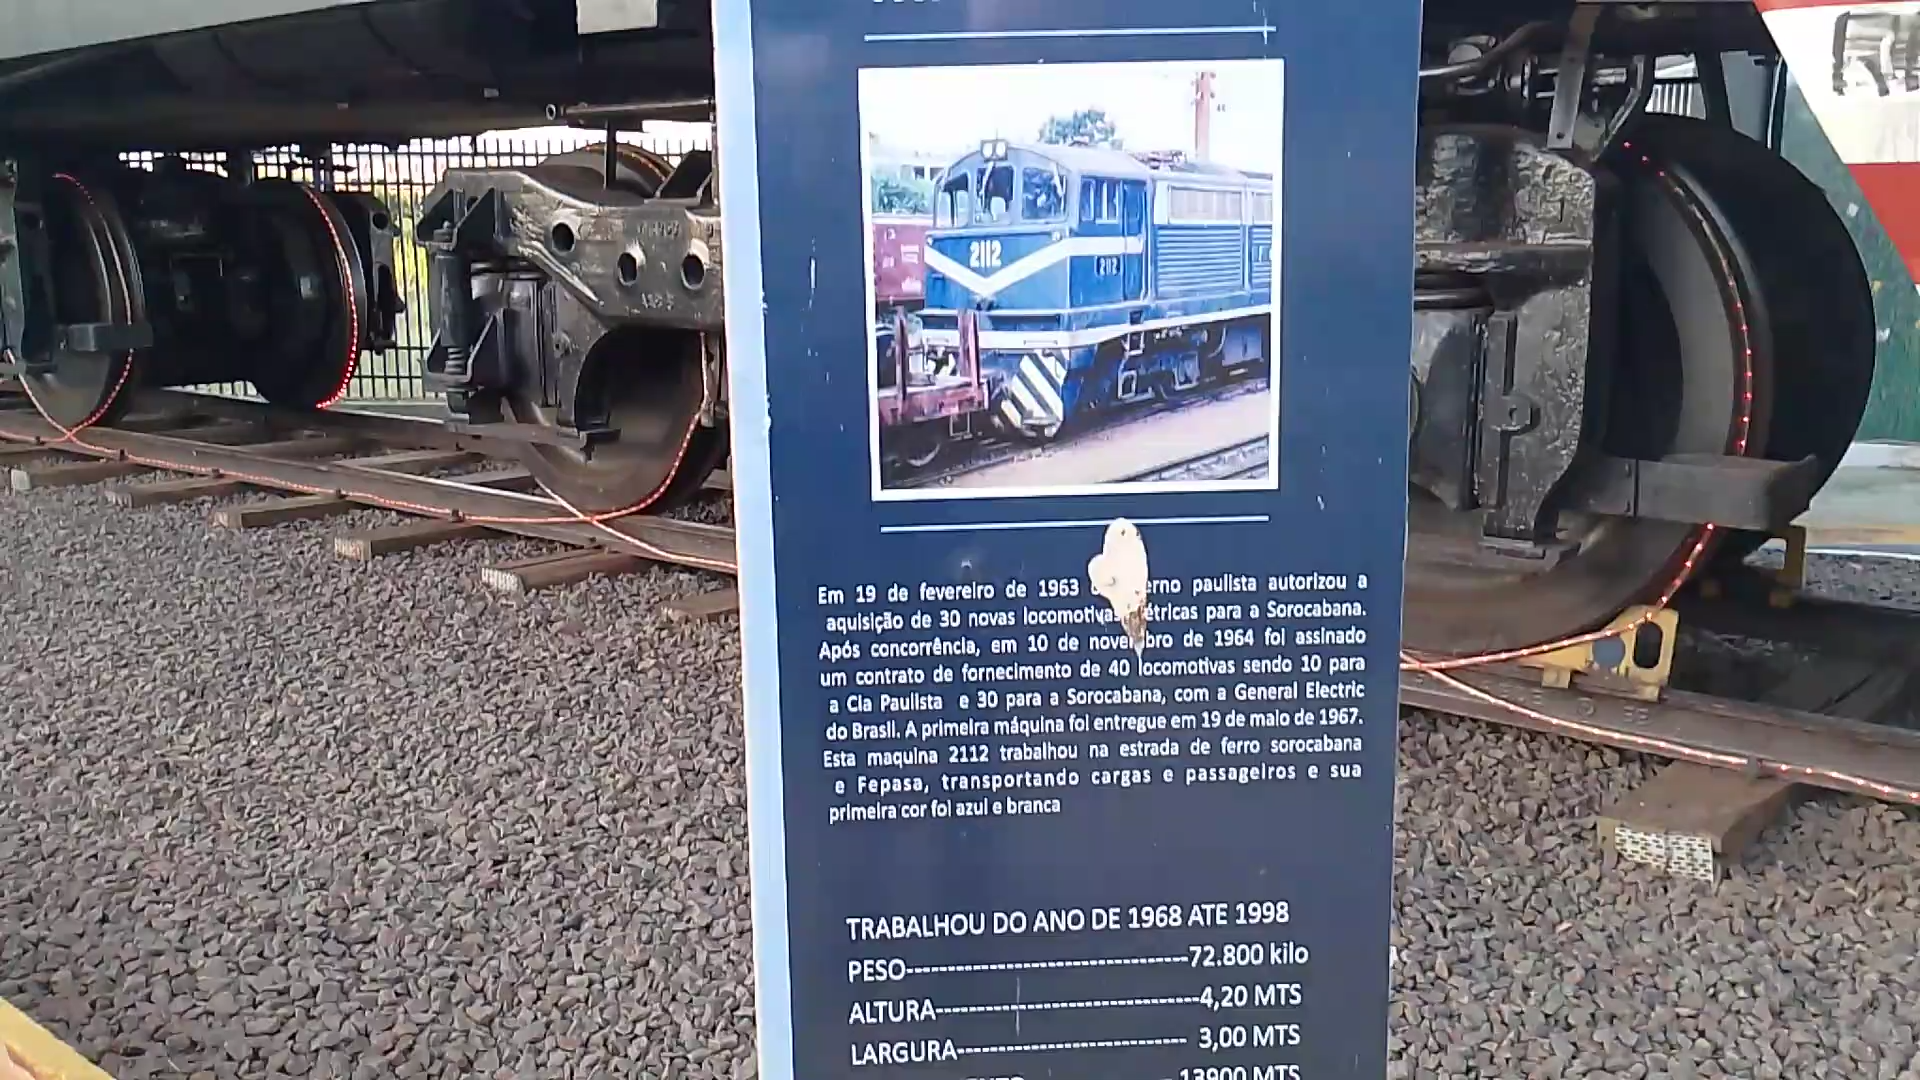 2112
2112
Em 19 de fevereiro de 1963 paulista autorizou a
aquisição de 30 novas locomotivas para a Sorocabana.
Após concorrência, em 10 de novembro de 1964 foi assinado
um contrato de fornecimento de 40 locomotivas sendo 10 para
a Cia Paulista e 30 para a Sorocabana, com a General Electric
do Brasil. A primeira máquina foi entregue em 19 de maio de 1967.
Esta maquina 2112 trabalhou na estrada de ferro sorocabana
e Fepasa, transportando cargas e passageiros e sua
primeira cor foi azul e branca
TRABALHOU DO ANO DE 1968 ATE 1998
PESO----------------------------------72.800 kilo
ALTURA--------------------------------4,20 MTS
LARGURA--------------------------- 3,00 MTS
13900 MTS